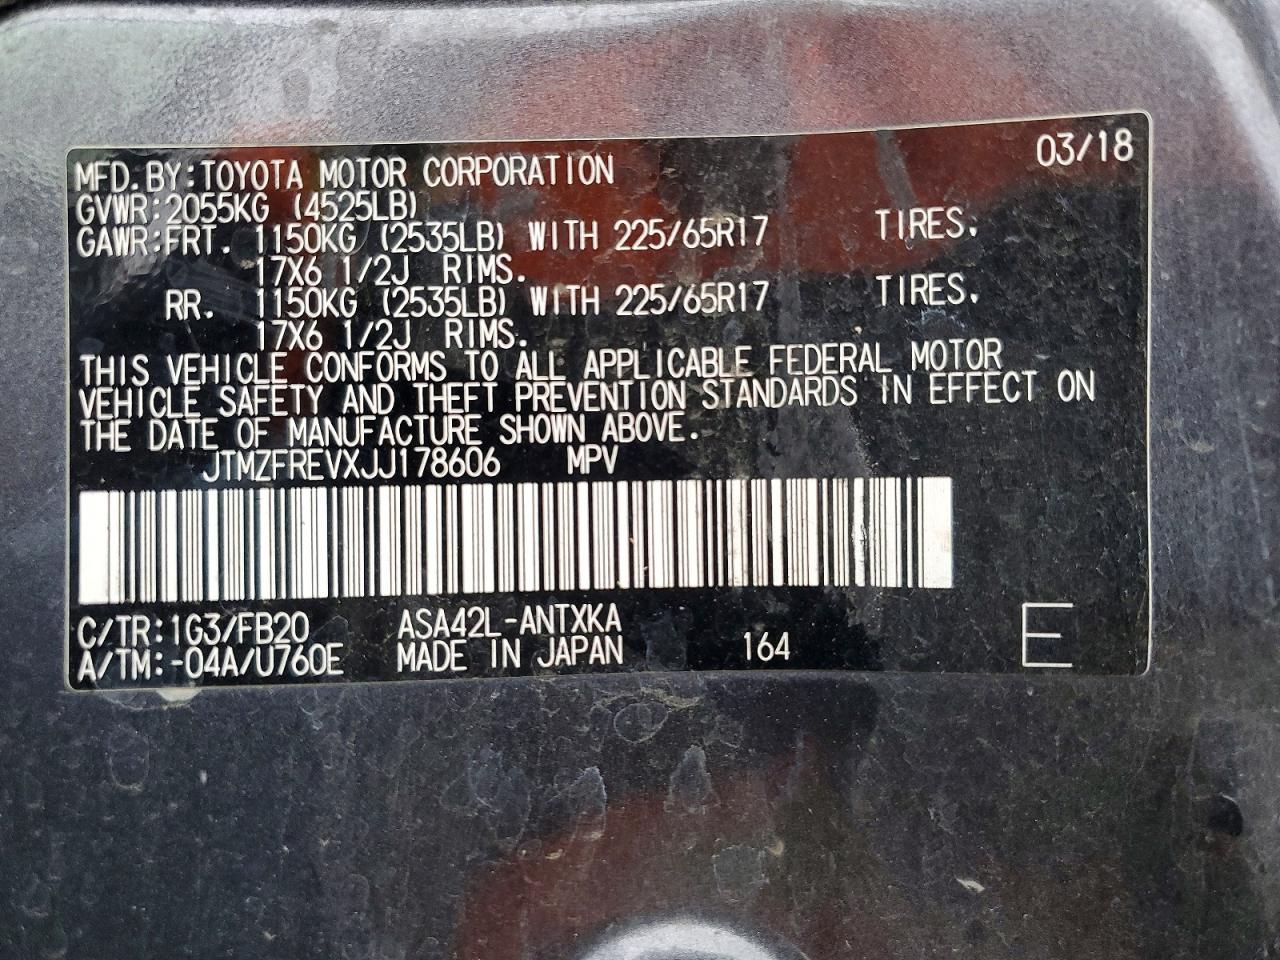 MFD.BY:TOYOTA MOTOR CORPORATION 03/18
GVWR:2055KG (4525LB)
GAWR:FRT. 1150KG (2535LB) WITH 225/65R17 TIRES.
17X6 1/2J RIMS.
RR. 1150KG (2535LB) WITH 225/65R17 TIRES.
17X6 1/2J RIMS.
THIS VEHICLE CONFORMS TO ALL APPLICABLE FEDERAL MOTOR
VEHICLE SAFETY AND THEFT PREVENTION STANDARDS IN EFFECT ON
THE DATE OF MANUFACTURE SHOWN ABOVE.
JTMZFREVXJJ178606 MPV
C/TR:1G3/FB20 ASA42L-ANTXKA
A/TM:-04A/U760E MADE IN JAPAN 164 E